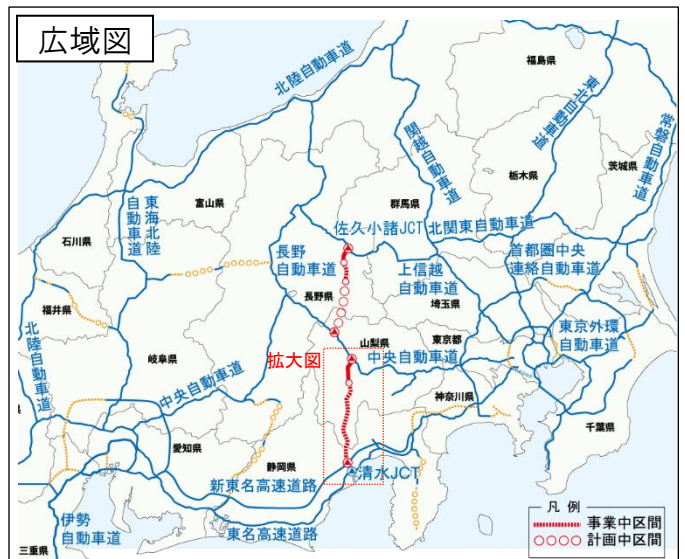 広域図
北陸自動車道
福島県
東北自動車道
常磐自動車道
関越自動車道
栃木県
茨城県
群馬県
富山県
東海北陸
自動車道
石川県
佐久小諸JCT
北関東自動車道
長野
自動車道
首都圏中央
連絡自動車道
上信越
自動車道
長野県
埼玉県
福井県
山梨県
東京都
東京外環
自動車道
拡大図
中央自動車道
北陸自動車道
岐阜県
中央自動車道
神奈川県
千葉県
愛知県
静岡県
清水JCT
新東名高速道路
東名高速道路
伊勢
自動車道
三重県
凡例
事業中区間
計画中区間